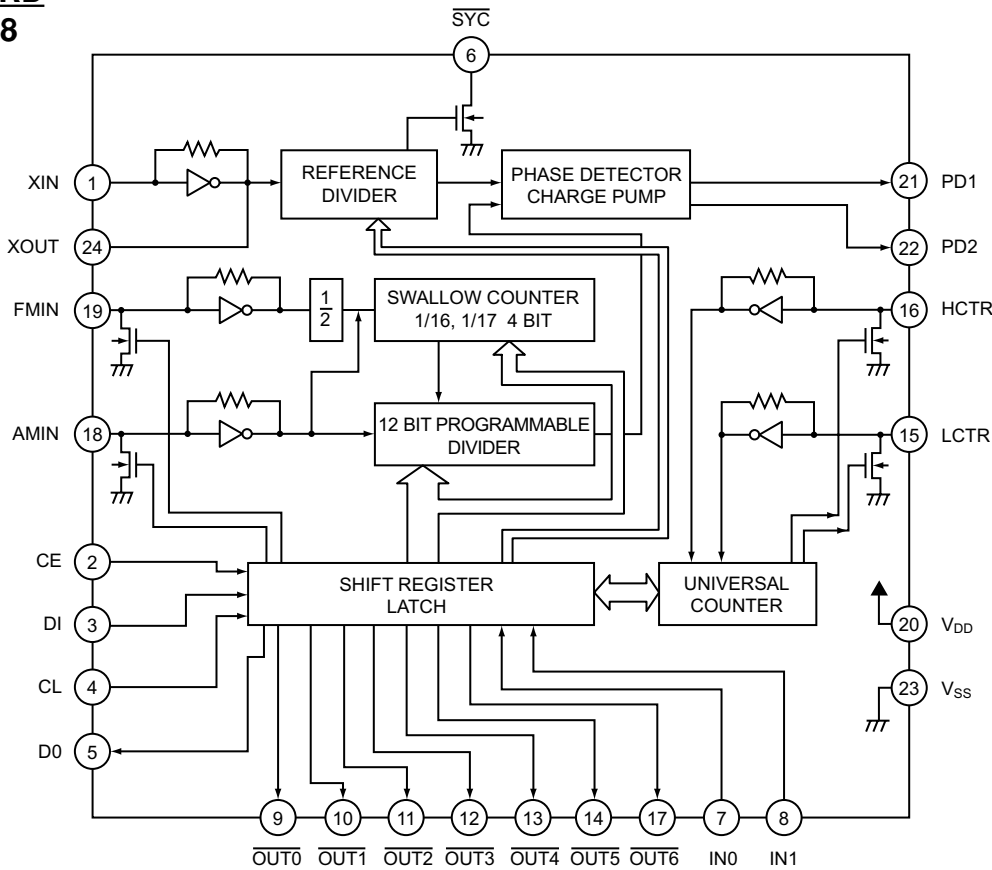 8
SYC
6
XIN
1
REFERENCE
DIVIDER
PHASE DETECTOR
CHARGE PUMP
21
PD1
XOUT
24
22
PD2
FMIN
19
1
2
SWALLOW COUNTER
1/16, 1/17 4 BIT
16
HCTR
AMIN
18
12 BIT PROGRAMMABLE
DIVIDER
15
LCTR
CE
2
SHIFT REGISTER
LATCH
UNIVERSAL
COUNTER
DI
3
20
VDD
CL
4
23
VSS
D0
5
9
10
11
12
13
14
17
7
8
OUT0
OUT1
OUT2
OUT3
OUT4
OUT5
OUT6
IN0
IN1